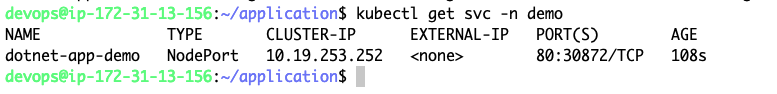 devops@ip-172-31-13-156:~/application$ kubectl get svc -n demo
NAME TYPE CLUSTER-IP EXTERNAL-IP PORT(S) AGE
dotnet-app-demo NodePort 10.19.253.252 <none> 80:30872/TCP 108s
devops@ip-172-31-13-156:~/application$